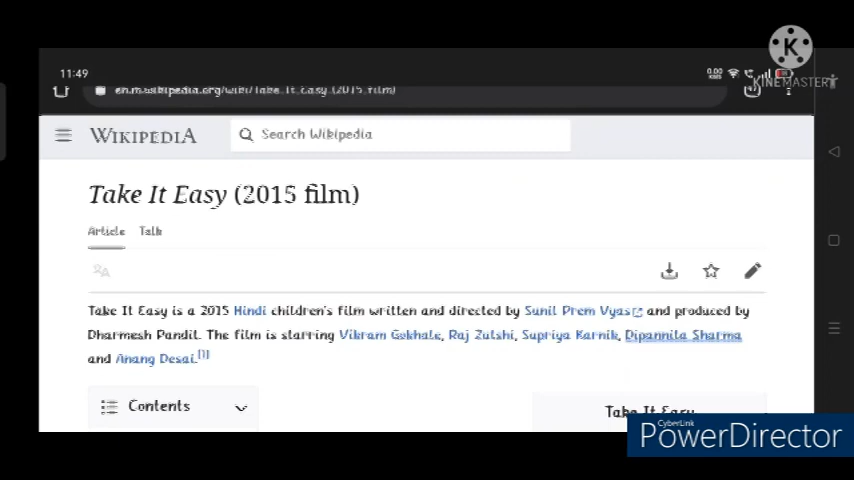 11:49
0.00
KB/S
KINEMASTER
en.m.wikipedia.org/wiki/Take_It_Easy_(2015_film)
WIKIPEDIA
Search Wikipedia
Take It Easy (2015 film)
Article Talk
Take It Easy is a 2015 Hindi children's film written and directed by Sunil Prem Vyas and produced by
Dharmesh Pandit. The film is starring Vikram Gokhale, Raj Zutshi, Supriya Karnik, Dipannita Sharma
and Anang Desai.[1]
Contents
Take It Easy
CyberLink
PowerDirector